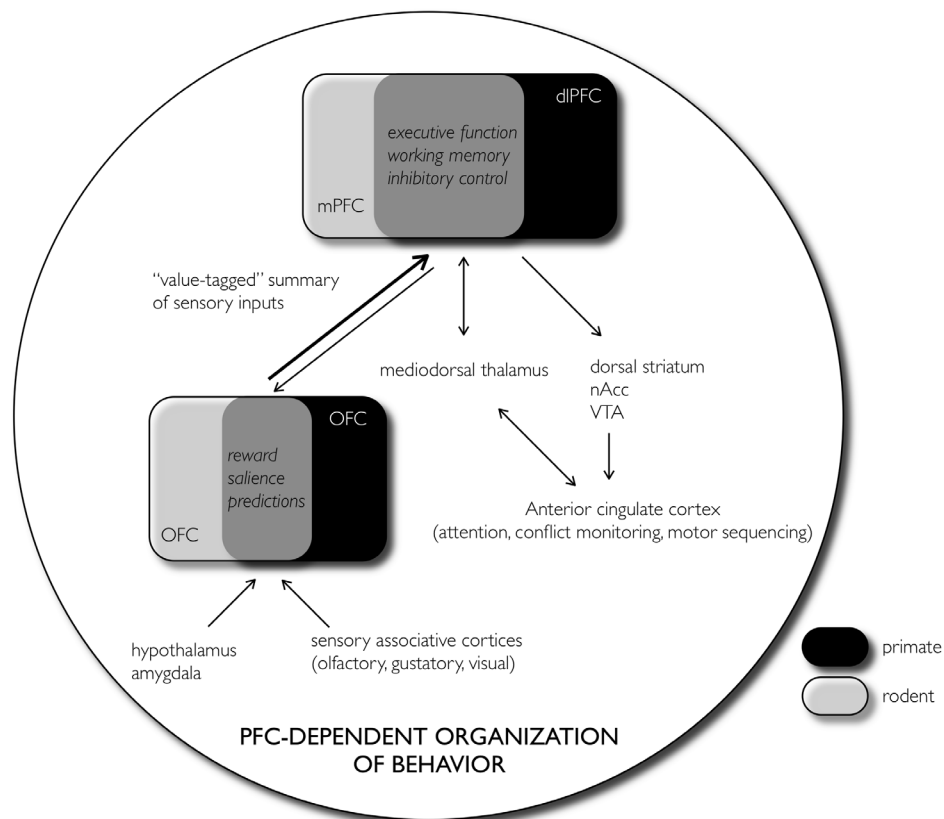 dlPFC
executive function
working memory
inhibitory control
mPFC
“value-tagged” summary
of sensory inputs
mediodorsal thalamus
dorsal striatum
nAcc
VTA
OFC
reward
salience
predictions
OFC
Anterior cingulate cortex
(attention, conflict monitoring, motor sequencing)
hypothalamus
amygdala
sensory associative cortices
(olfactory, gustatory, visual)
primate
rodent
PFC-DEPENDENT ORGANIZATION
OF BEHAVIOR